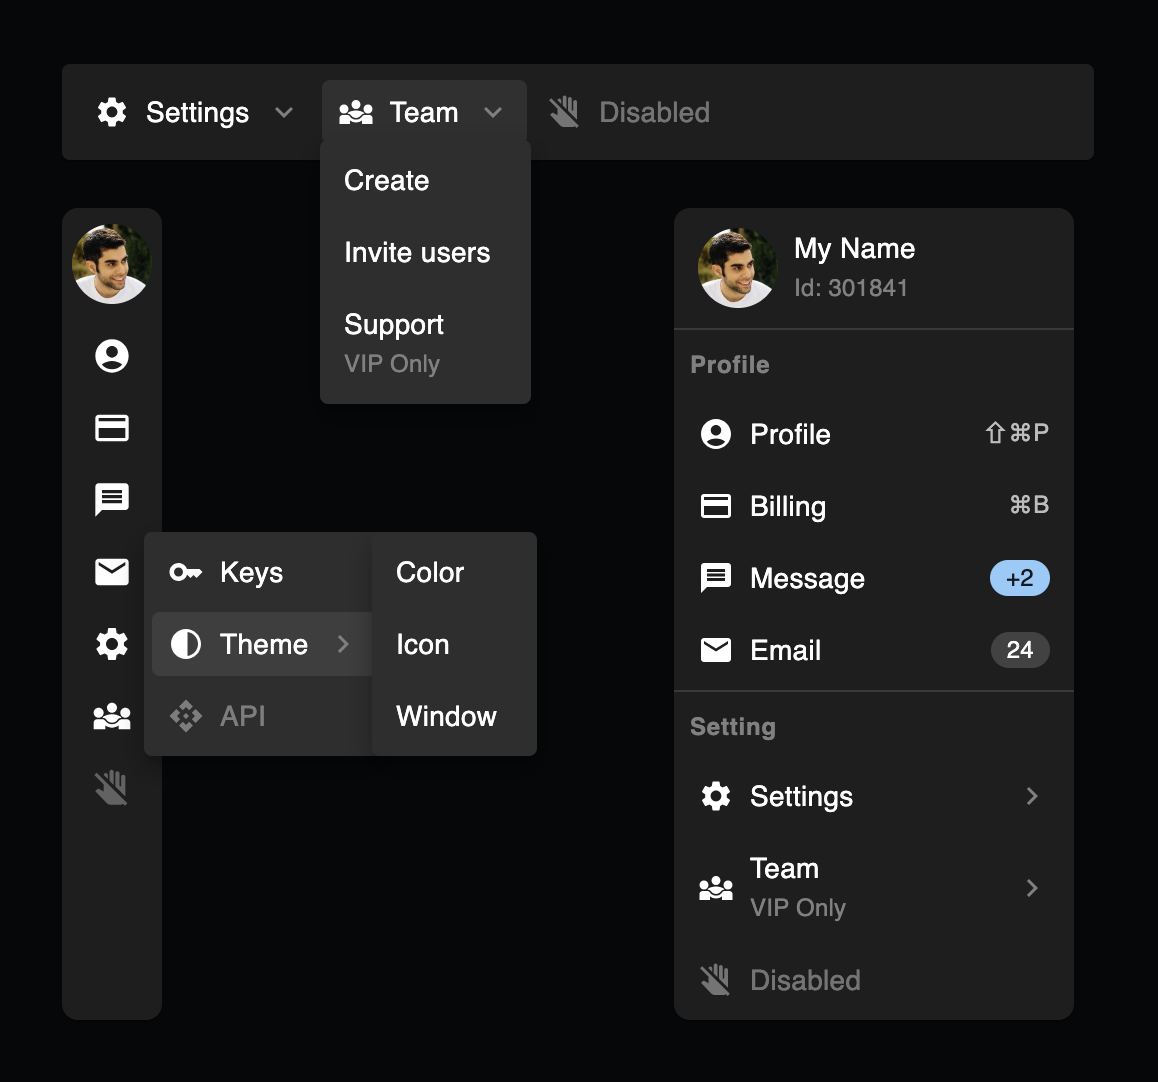 Settings
Team
Disabled
Create
Invite users
Support
VIP Only
Keys
Theme
API
Color
Icon
Window
My Name
Id: 301841
Profile
Profile ⇧⌘P
Billing ⌘B
Message +2
Email 24
Setting
Settings
Team
VIP Only
Disabled